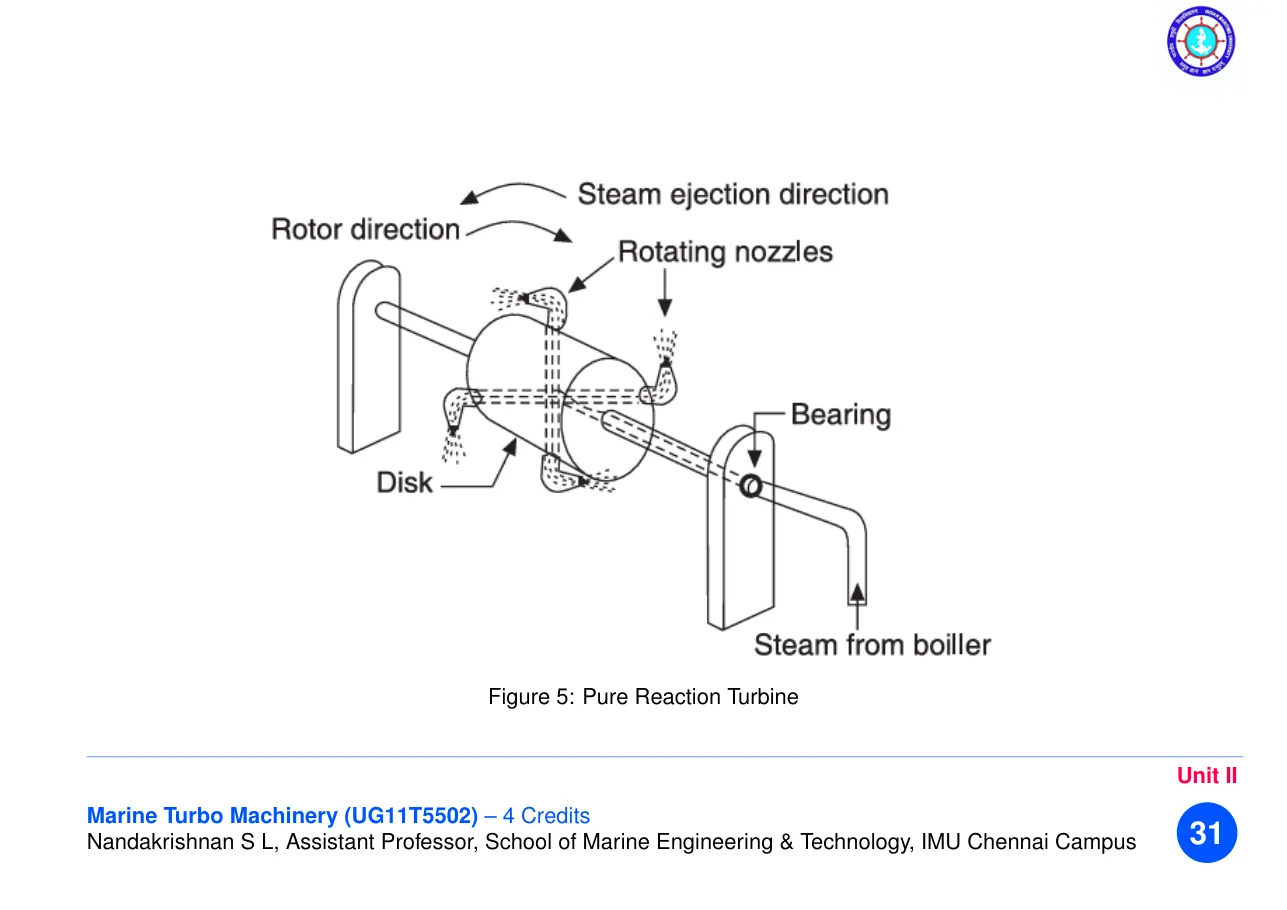 Steam ejection direction
Rotor direction
Rotating nozzles
Bearing
Disk
Steam from boiller
Figure 5: Pure Reaction Turbine
Unit II
Marine Turbo Machinery (UG11T5502) – 4 Credits
Nandakrishnan S L, Assistant Professor, School of Marine Engineering & Technology, IMU Chennai Campus
31